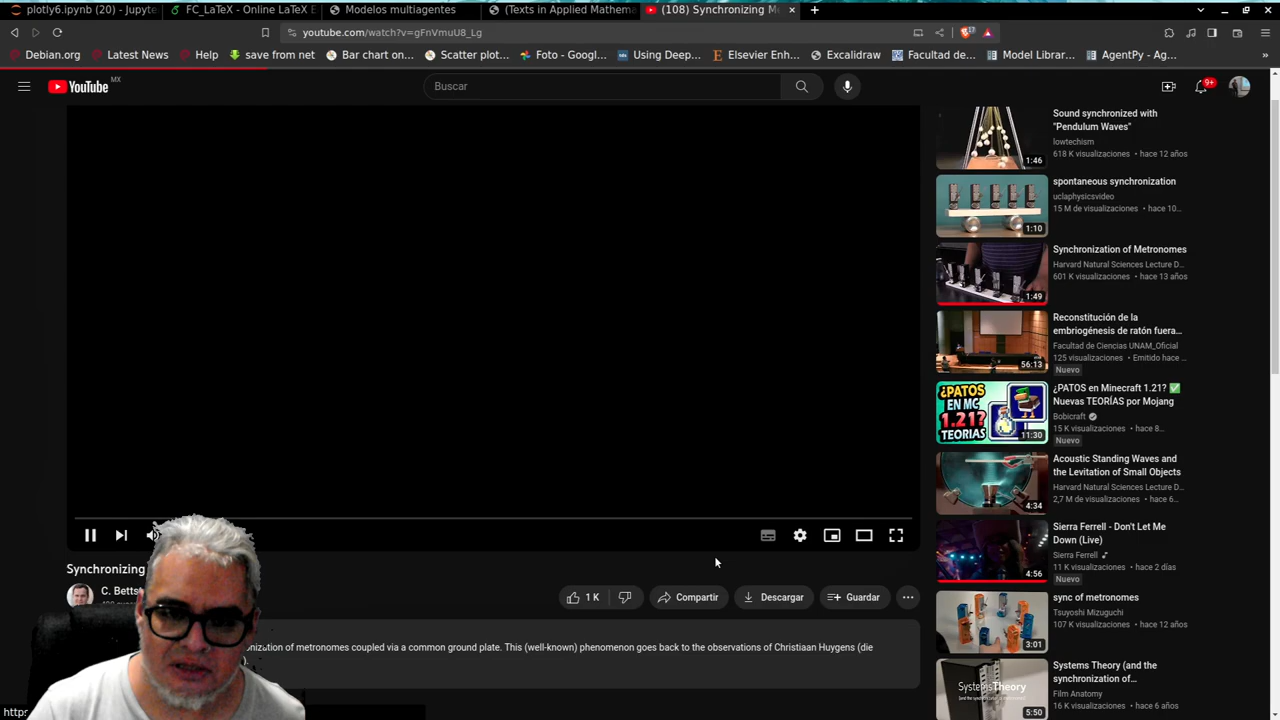 plotly6.ipynb (20) - Jupyte
FC_LaTeX - Online LaTeX E
Modelos multiagentes
(Texts in Applied Mathema
(108) Synchronizing Me
youtube.com/watch?v=gFnVmuU8_Lg
17
Debian.org
Latest News
Help
save from net
Bar chart on...
Scatter plot...
Foto - Googl...
Using Deep...
Elsevier Enh...
Excalidraw
Facultad de...
Model Librar...
AgentPy - Ag...
YouTube MX
Buscar
9+
Sound synchronized with
"Pendulum Waves"
lowtechism
618 K visualizaciones • hace 12 años
1:46
spontaneous synchronization
uclaphysicsvideo
15 M de visualizaciones • hace 10...
1:10
Synchronization of Metronomes
Harvard Natural Sciences Lecture D...
601 K visualizaciones • hace 13 años
1:49
Reconstitución de la
embriogénesis de ratón fuera...
Facultad de Ciencias UNAM_Oficial
125 visualizaciones • Emitido hace ...
Nuevo
56:13
¿PATOS EN MC 1.21? TEORIAS
¿PATOS en Minecraft 1.21? ✅
Nuevas TEORÍAS por Mojang
Bobicraft
15 K visualizaciones • hace 8...
Nuevo
11:30
Acoustic Standing Waves and
the Levitation of Small Objects
Harvard Natural Sciences Lecture D...
2,7 M de visualizaciones • hace 6...
4:34
Sierra Ferrell - Don't Let Me
Down (Live)
Sierra Ferrell
11 K visualizaciones • hace 2 días
Nuevo
4:56
sync of metronomes
Tsuyoshi Mizuguchi
107 K visualizaciones • hace 12 años
3:01
Systems Theory (and the
synchronization of...
Film Anatomy
16 K visualizaciones • hace 6 años
SystemsTheory
5:50
Synchronizing
C. Betts
1 K
Compartir
Descargar
Guardar
onization of metronomes coupled via a common ground plate. This (well-known) phenomenon goes back to the observations of Christiaan Huygens (die
).
https